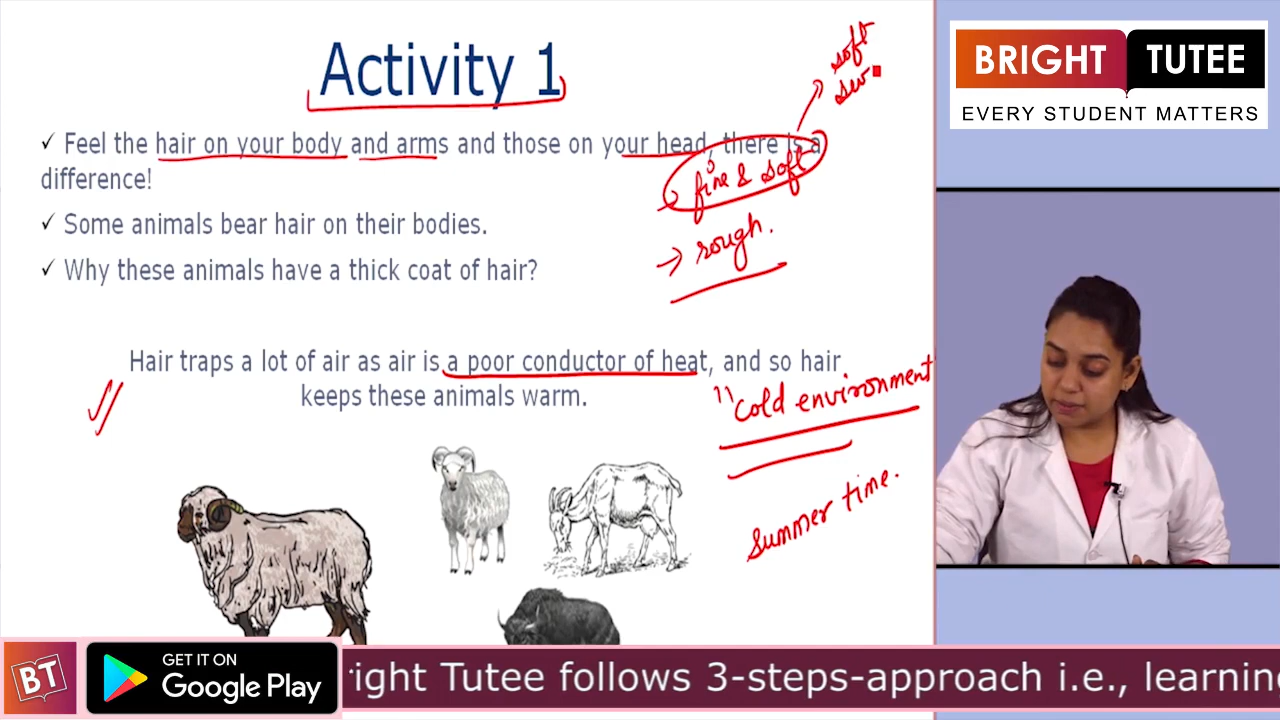 Activity 1
✓ Feel the hair on your body and arms and those on your head, there is a
difference!
✓ Some animals bear hair on their bodies.
✓ Why these animals have a thick coat of hair?
soft
→ fine & soft
→ rough.
Hair traps a lot of air as air is a poor conductor of heat, and so hair
keeps these animals warm.
"cold environment
summer time.
BRIGHT TUTEE
EVERY STUDENT MATTERS
BT
GET IT ON
Google Play
right Tutee follows 3-steps-approach i.e., learning